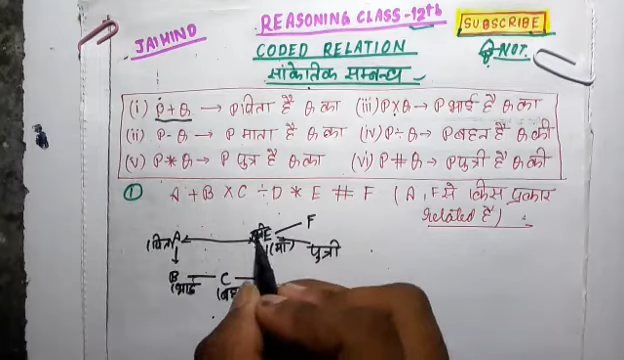 REASONING CLASS-12th
SUBSCRIBE
JAIHIND
CODED RELATION
NOT.
सांकेतिक सम्बन्ध
(i) P+Q → P पिता है Q का (iii) P×Q → P भाई है Q का
(ii) P-Q → P माता है Q का (iv) P÷Q → P बहन है Q की
(v) P*Q → P पुत्र है Q का (vi) P#Q → P पुत्री है Q की
① A+B×C÷D*E#F (A, F से किस प्रकार
related है)
F
(पिता) A E (माँ) पुत्री
B C
(भाई)